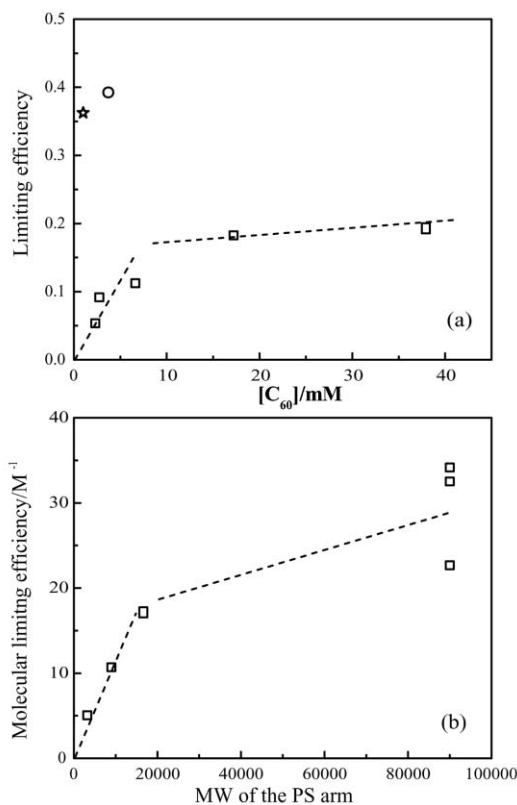 0.5
0.4
0.3
0.2
0.1
0.0
Limiting efficiency
(a)
0 10 20 30 40
[C₆₀]/mM
40
30
20
10
0
Molecular limitng efficiency/M⁻¹
(b)
0 20000 40000 60000 80000 100000
MW of the PS arm